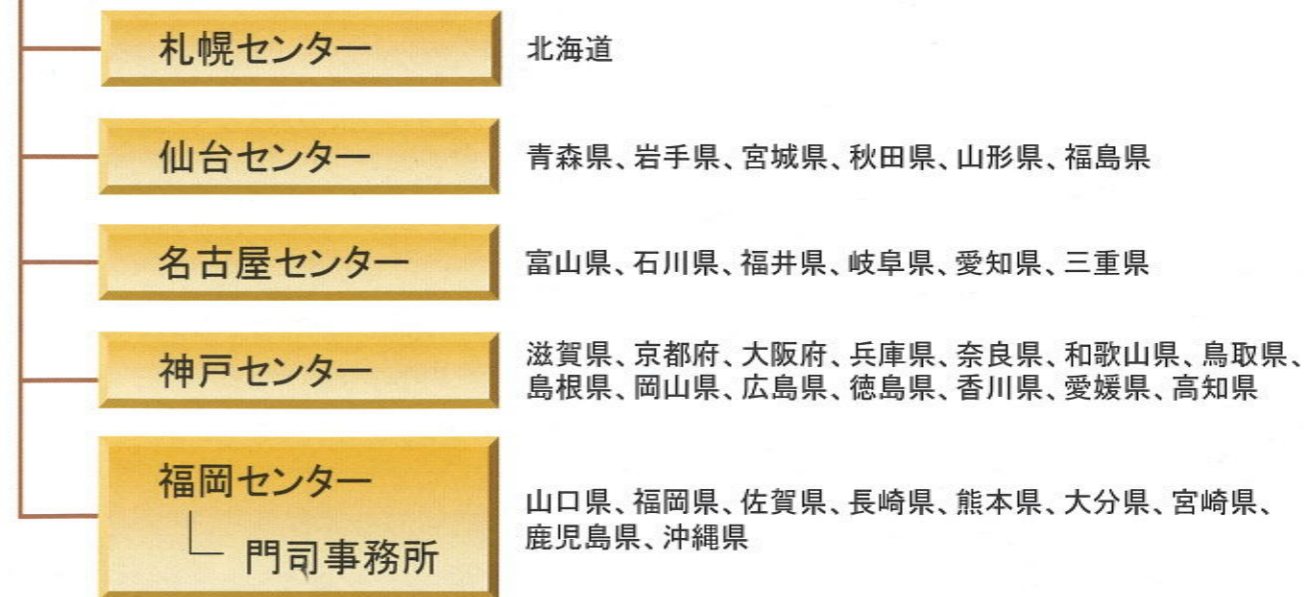 札幌センター
北海道
仙台センター
青森県、岩手県、宮城県、秋田県、山形県、福島県
名古屋センター
富山県、石川県、福井県、岐阜県、愛知県、三重県
神戸センター
滋賀県、京都府、大阪府、兵庫県、奈良県、和歌山県、鳥取県、
島根県、岡山県、広島県、徳島県、香川県、愛媛県、高知県
福岡センター
門司事務所
山口県、福岡県、佐賀県、長崎県、熊本県、大分県、宮崎県、
鹿児島県、沖縄県